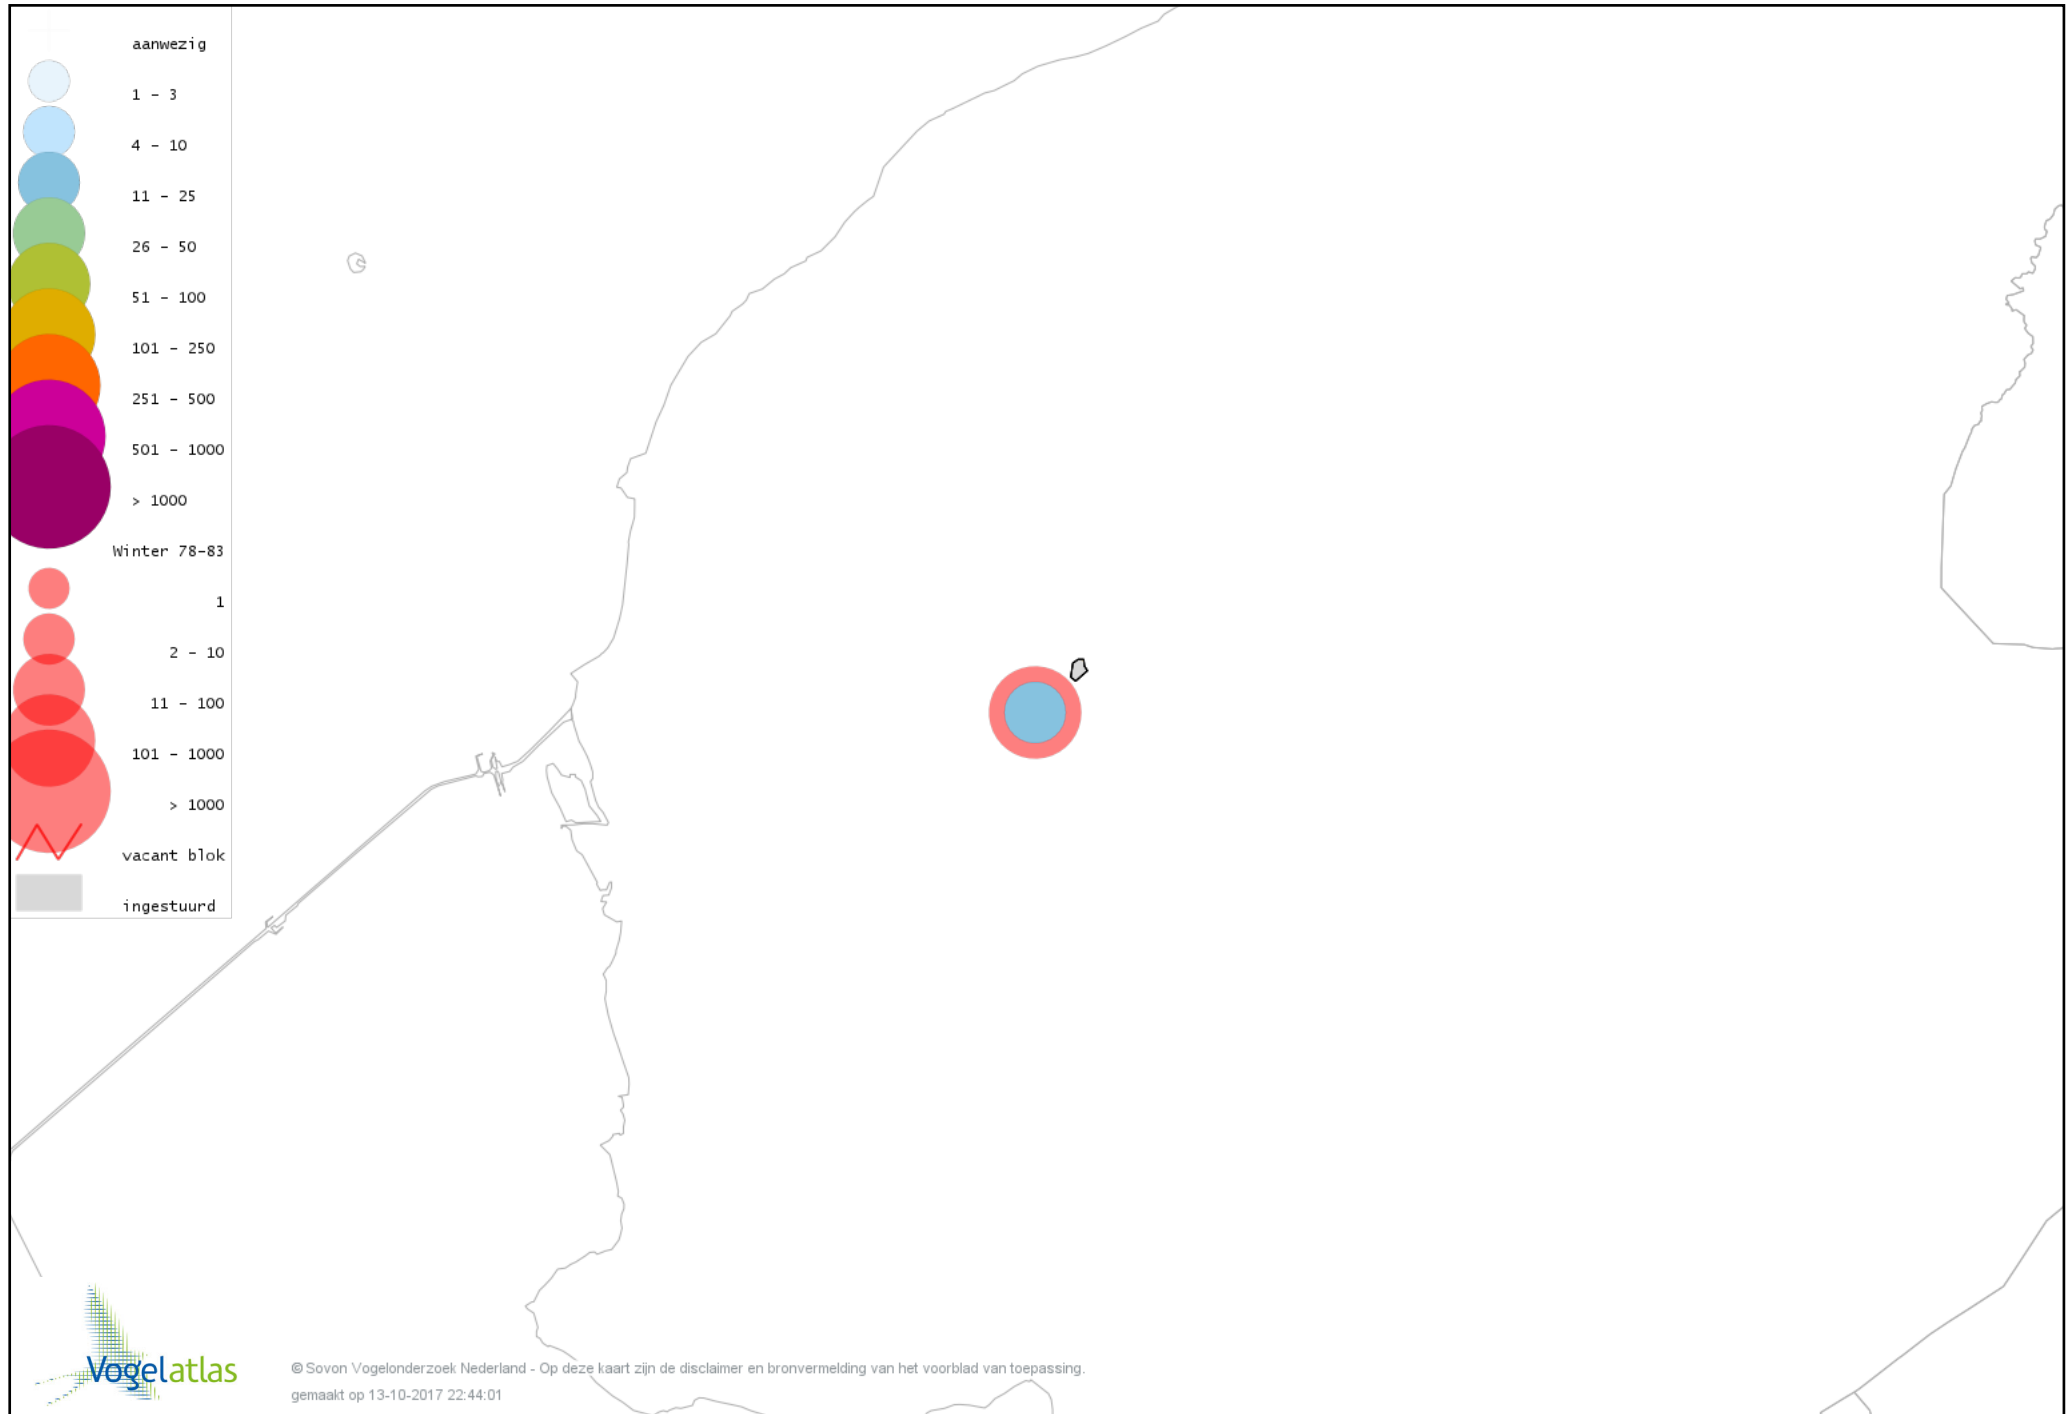 aanwezig
1 - 3
4 - 10
11 - 25
26 - 50
51 - 100
101 - 250
251 - 500
501 - 1000
> 1000
Winter 78-83
1
2 - 10
11 - 100
101 - 1000
> 1000
vacant blok
ingestuurd
Vogelatlas
© Sovon Vogelonderzoek Nederland - Op deze kaart zijn de disclaimer en bronvermelding van het voorblad van toepassing.
gemaakt op 13-10-2017 22:44:01